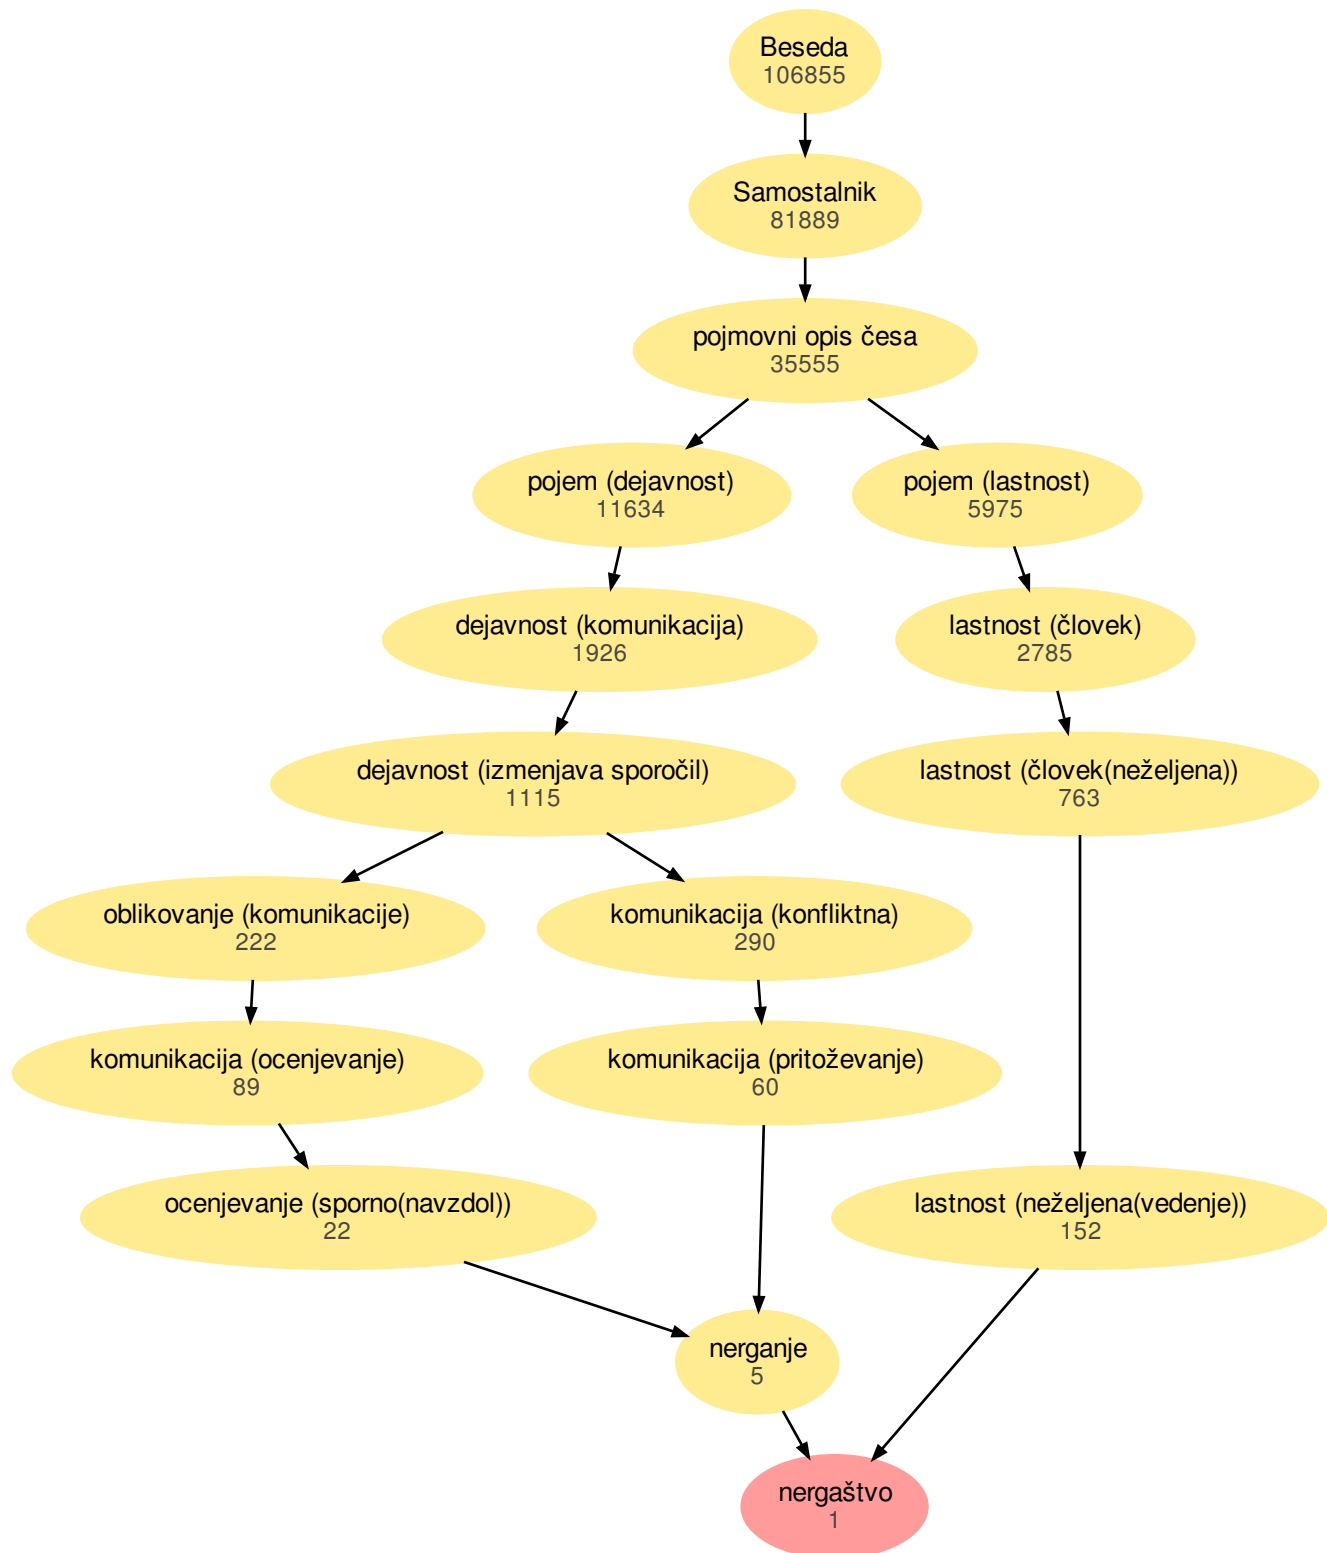 Beseda
106855
Samostalnik
81889
pojmovni opis česa
35555
pojem (dejavnost)
11634
pojem (lastnost)
5975
dejavnost (komunikacija)
1926
lastnost (človek)
2785
dejavnost (izmenjava sporočil)
1115
lastnost (človek(neželjena))
763
oblikovanje (komunikacije)
222
komunikacija (konfliktna)
290
komunikacija (ocenjevanje)
89
komunikacija (pritoževanje)
60
ocenjevanje (sporno(navzdol))
22
lastnost (neželjena(vedenje))
152
nerganje
5
nergaštvo
1